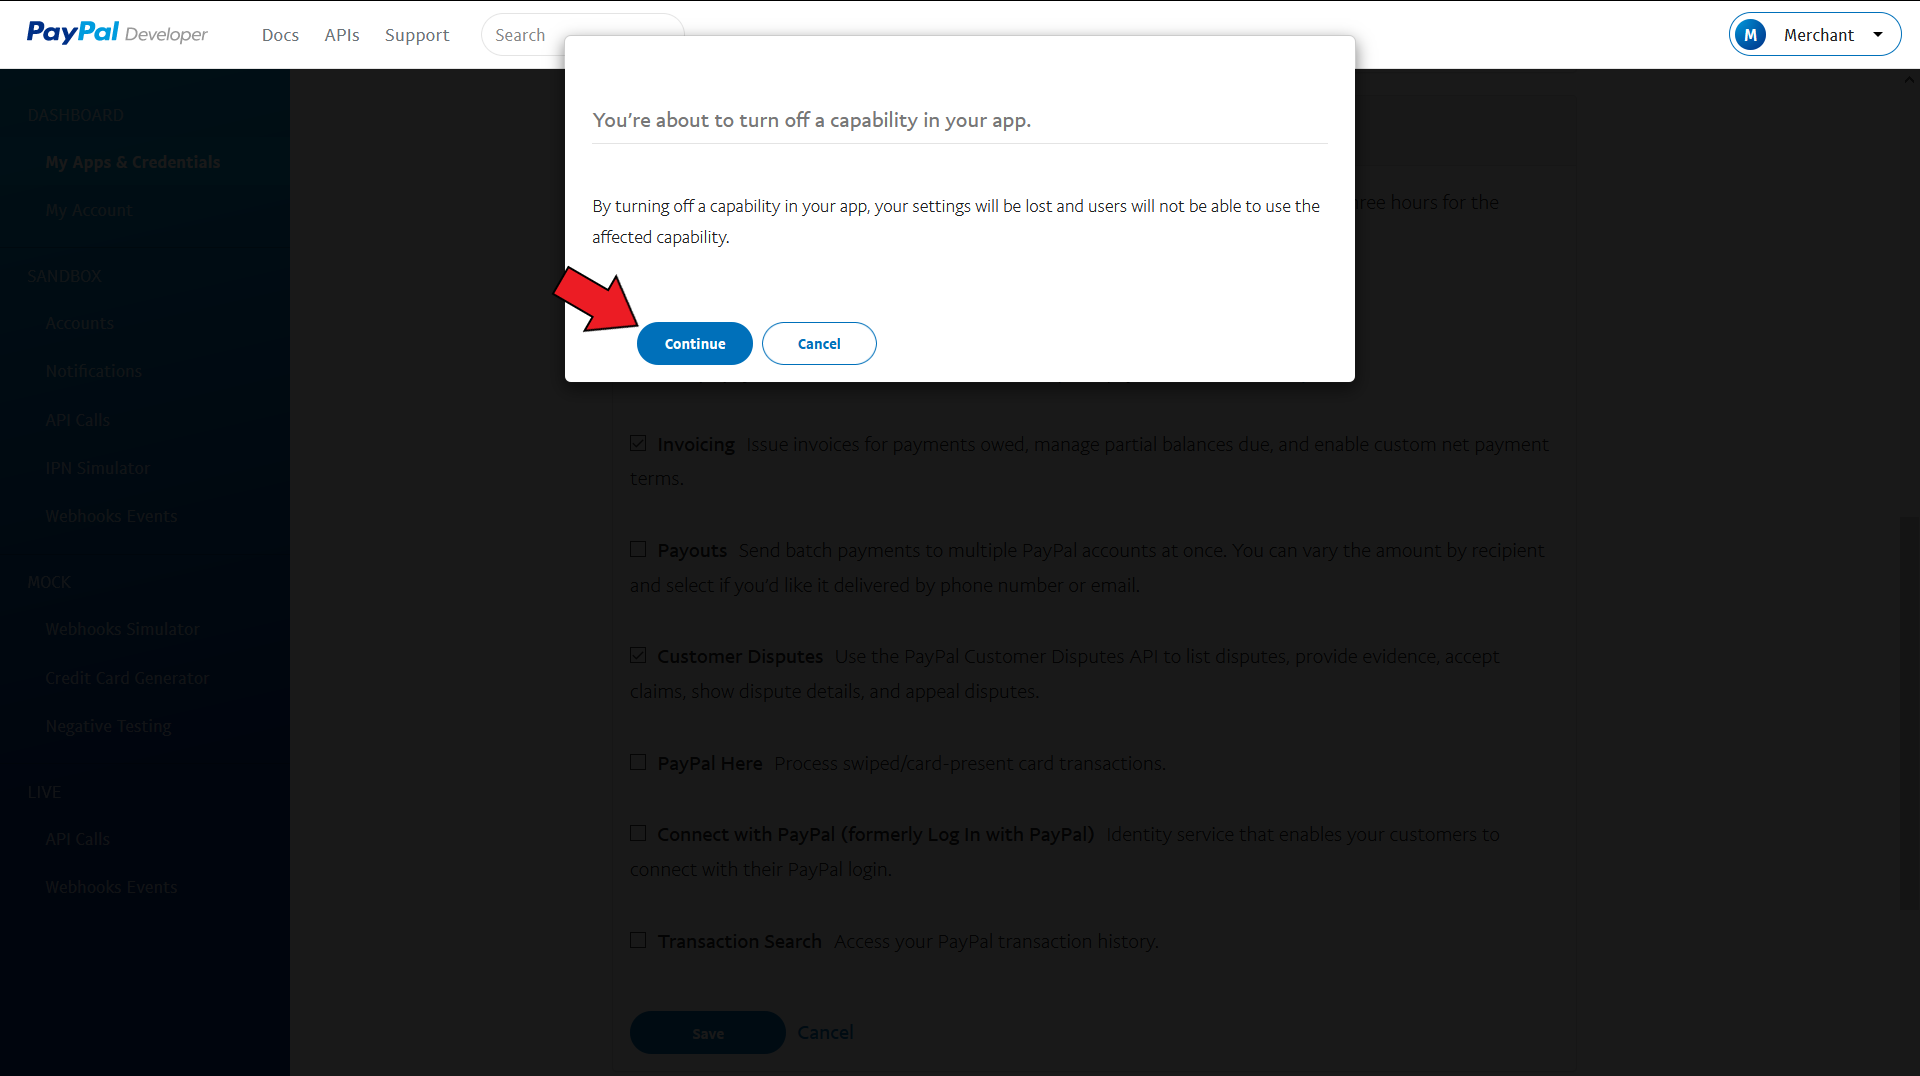 PayPal Developer
Docs APIs Support Search
M Merchant
DASHBOARD
My Apps & Credentials
My Account
SANDBOX
Accounts
Notifications
API Calls
IPN Simulator
Webhooks Events
MOCK
Webhooks Simulator
Credit Card Generator
Negative Testing
LIVE
API Calls
Webhooks Events
You're about to turn off a capability in your app.
By turning off a capability in your app, your settings will be lost and users will not be able to use the
affected capability.
Continue Cancel
hours for the
Invoicing Issue invoices for payments owed, manage partial balances due, and enable custom net payment
terms.
Payouts Send batch payments to multiple PayPal accounts at once. You can vary the amount by recipient
and select if you'd like it delivered by phone number or email.
Customer Disputes Use the PayPal Customer Disputes API to list disputes, provide evidence, accept
claims, show dispute details, and appeal disputes.
PayPal Here Process swiped/card-present card transactions.
Connect with PayPal (formerly Log In with PayPal) Identity service that enables your customers to
connect with their PayPal login.
Transaction Search Access your PayPal transaction history.
Save Cancel